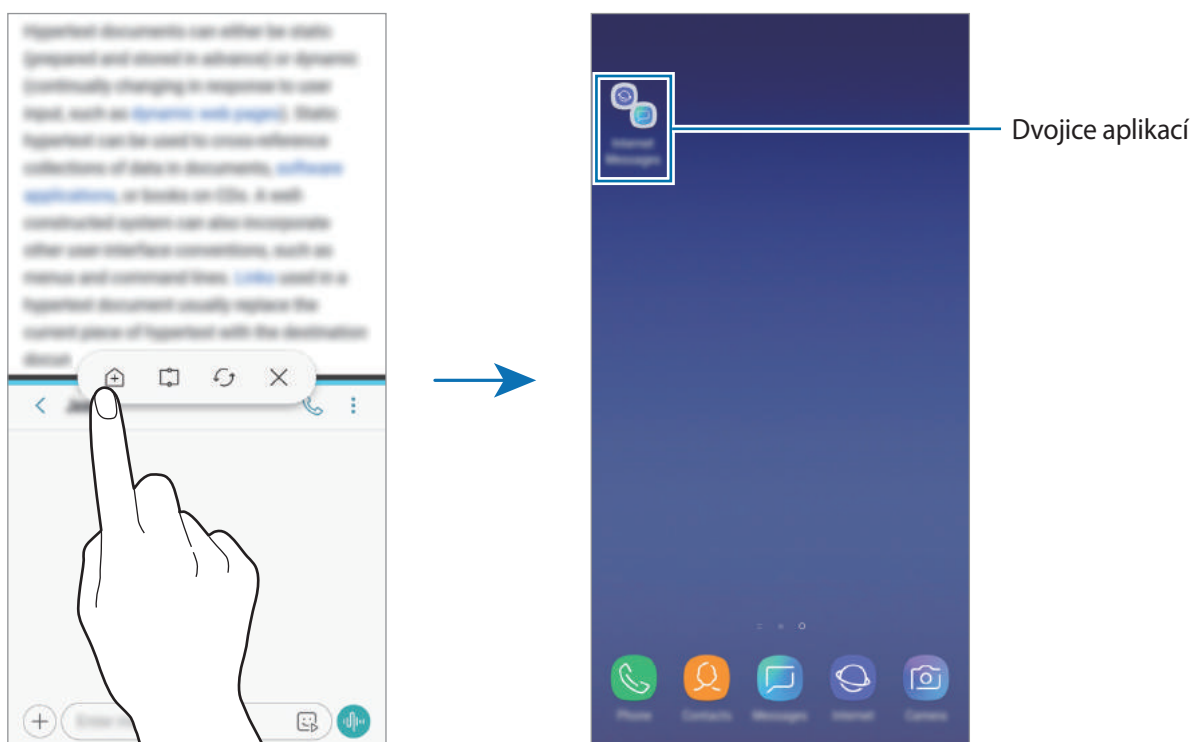 Hypertext documents can either be static
(prepared and stored in advance) or dynamic
(continually changing in response to user
input, such as dynamic web pages). Static
hypertext can be used to cross-reference
collections of data in documents, software
applications, or books on CDs. A well-
constructed system can also incorporate
other user-interface conventions, such as
menus and command lines. Links used in a
hypertext document usually replace the
current piece of hypertext with the destination
Internet
Messages
Dvojice aplikací
Phone
Contacts
Messages
Internet
Camera